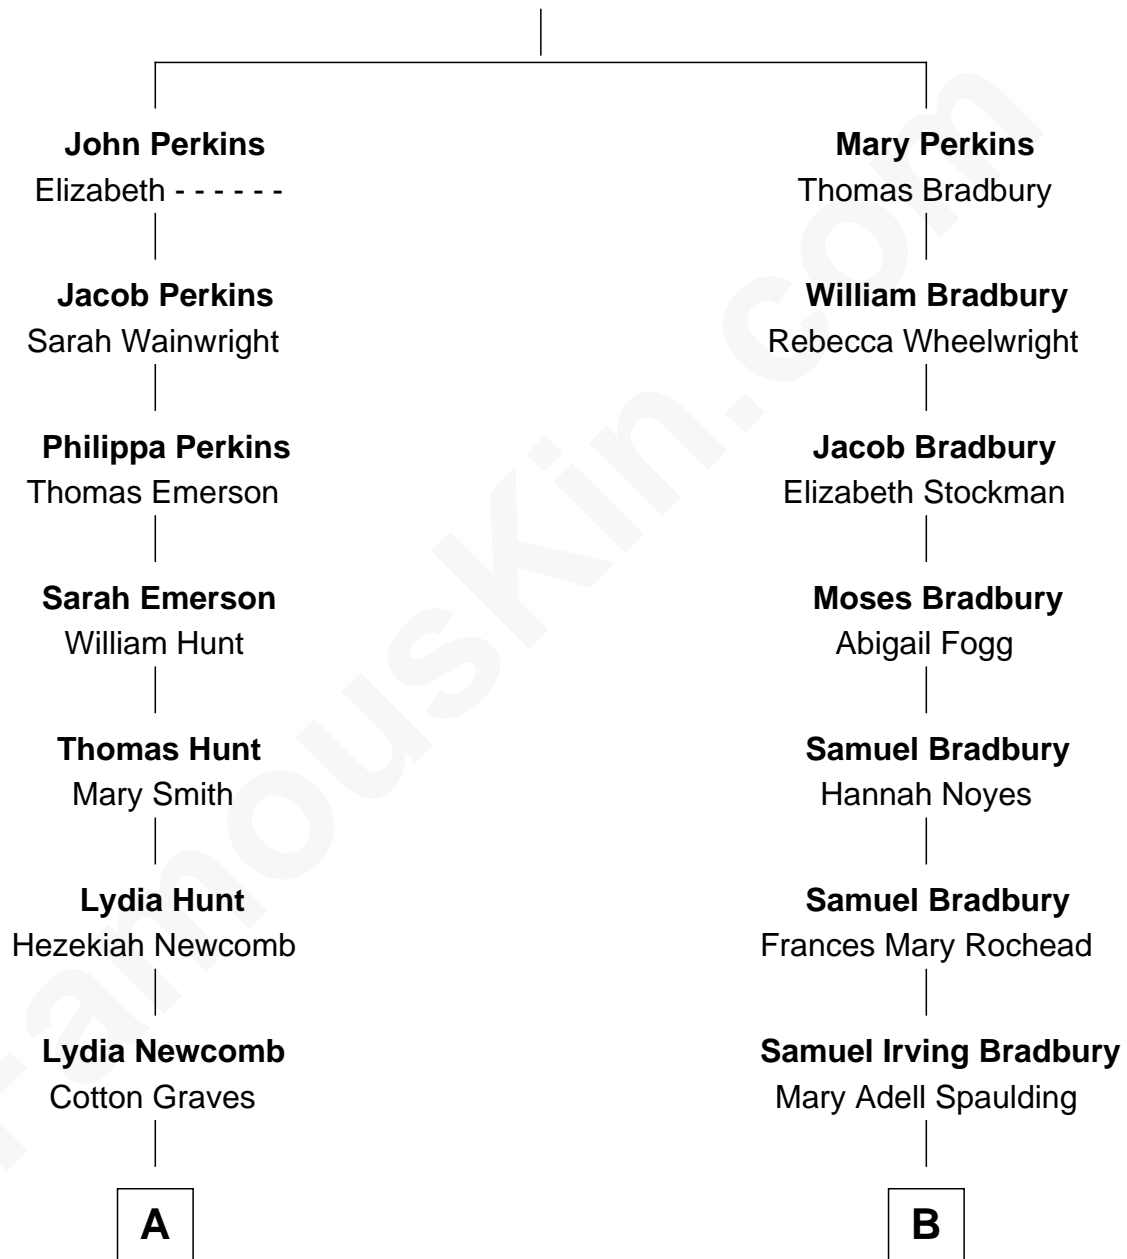 John Perkins
Elizabeth - - - - - -
Jacob Perkins
Sarah Wainwright
Philippa Perkins
Thomas Emerson
Sarah Emerson
William Hunt
Thomas Hunt
Mary Smith
Lydia Hunt
Hezekiah Newcomb
Lydia Newcomb
Cotton Graves
A
Mary Perkins
Thomas Bradbury
William Bradbury
Rebecca Wheelwright
Jacob Bradbury
Elizabeth Stockman
Moses Bradbury
Abigail Fogg
Samuel Bradbury
Hannah Noyes
Samuel Bradbury
Frances Mary Rochead
Samuel Irving Bradbury
Mary Adell Spaulding
B
FamousKin.com